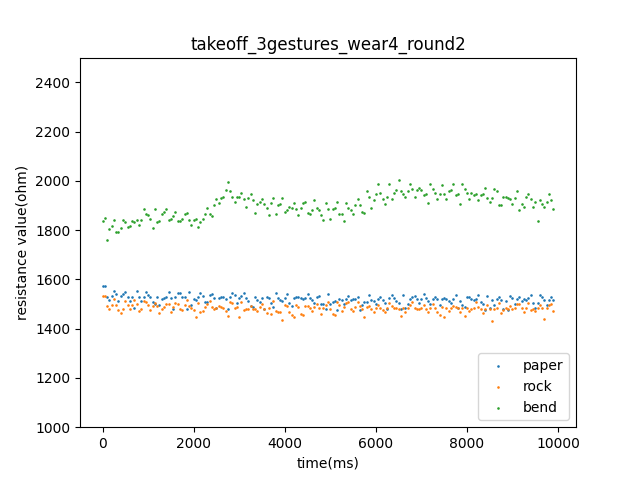 takeoff_3gestures_wear4_round2
resistance value(ohm)
2400
2200
2000
1800
1600
1400
1200
1000
0
2000
4000
6000
8000
10000
time(ms)
paper
rock
bend